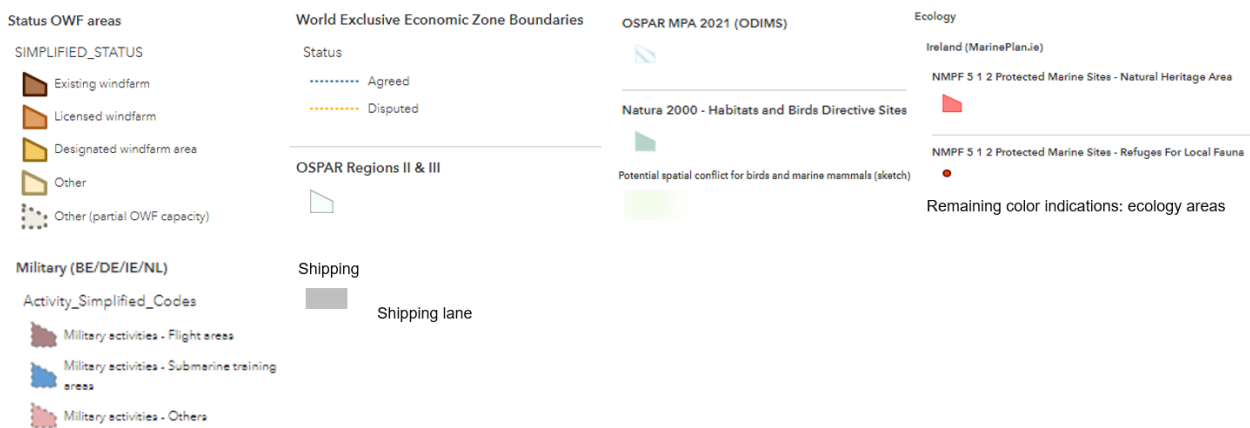 Status OWF areas
SIMPLIFIED_STATUS
Existing windfarm
Licensed windfarm
Designated windfarm area
Other
Other (partial OWF capacity)
Military (BE/DE/IE/NL)
Activity_Simplified_Codes
Military activities - Flight areas
Military activities - Submarine training
areas
Military activities - Others
World Exclusive Economic Zone Boundaries
Status
Agreed
Disputed
OSPAR Regions II & III
Shipping
Shipping lane
OSPAR MPA 2021 (ODIMS)
Natura 2000 - Habitats and Birds Directive Sites
Potential spatial conflict for birds and marine mammals (sketch)
Ecology
Ireland (MarinePlan.ie)
NMPF 5 1 2 Protected Marine Sites - Natural Heritage Area
NMPF 5 1 2 Protected Marine Sites - Refuges For Local Fauna
Remaining color indications: ecology areas